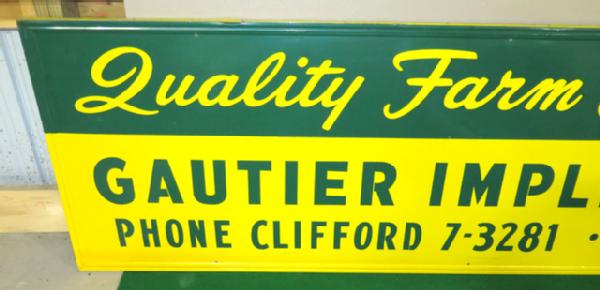 Quality Farm
GAUTIER IMPL
PHONE CLIFFORD 7-3281 ·